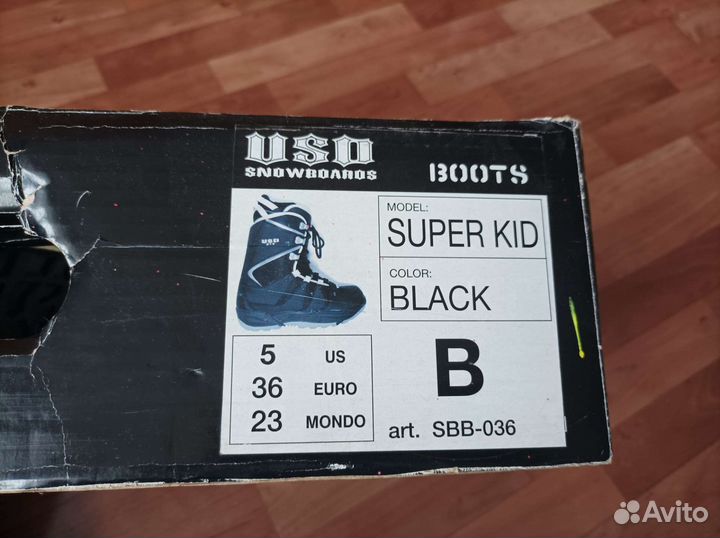 USD
SNOWBOARDS
BOOTS
MODEL:
SUPER KID
COLOR:
BLACK
5 US
36 EURO
23 MONDO
B
art. SBB-036
Avito